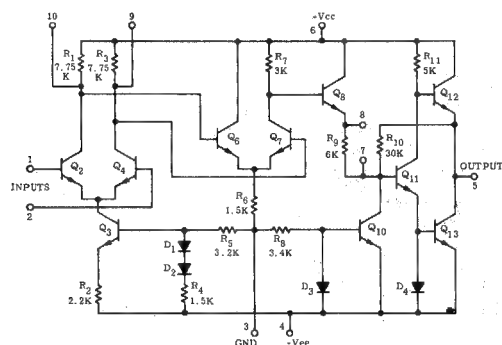 10
9
+Vcc
6
R1
7.75
K
R3
7.75
K
R7
3K
R11
5K
Q8
Q12
8
Q6
Q7
R9
6K
7
R10
30K
1
Q2
Q4
Q11
OUTPUT
5
INPUTS
2
R6
1.5K
Q3
D1
R5
3.2K
R8
3.4K
Q10
Q13
D2
R2
2.2K
R4
1.5K
D3
D4
3
4
GND
-Vcc